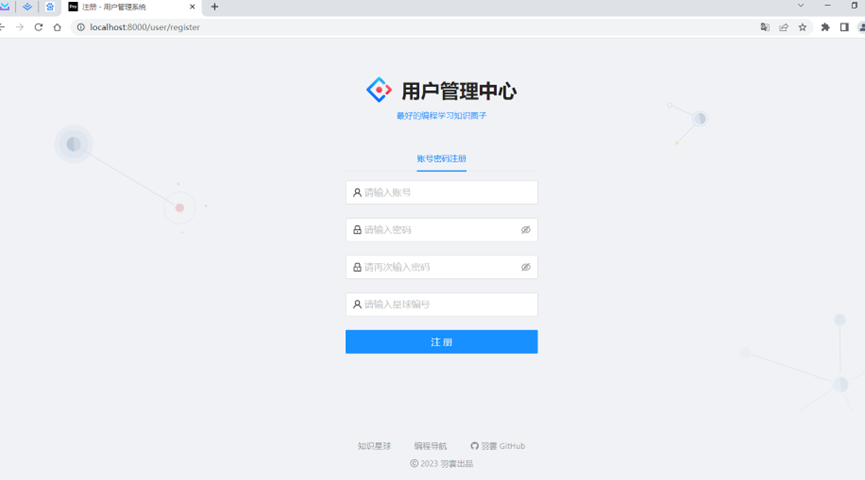 注册 - 用户管理系统
localhost:8000/user/register
用户管理中心
最好的编程学习知识圈子
账号密码注册
请输入账号
请输入密码
请再次输入密码
请输入星球编号
注 册
知识星球 编程导航 羽雲 GitHub
© 2023 羽雲出品